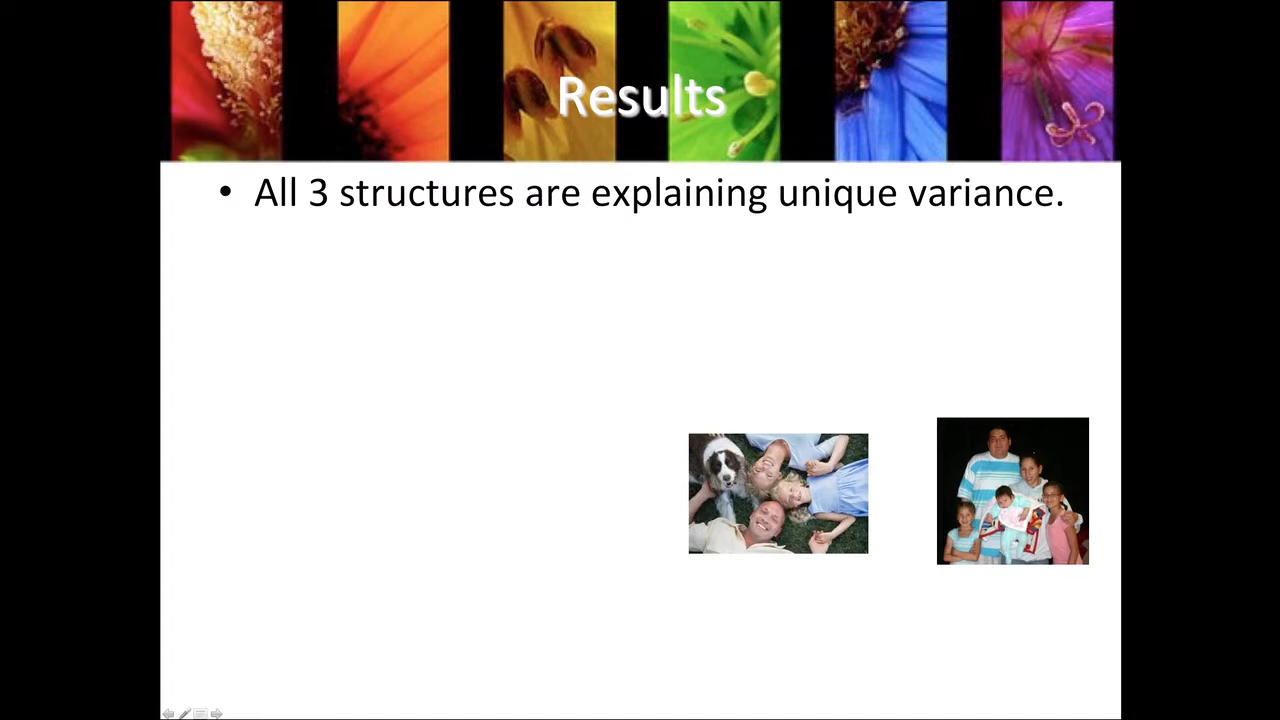 Results
• All 3 structures are explaining unique variance.